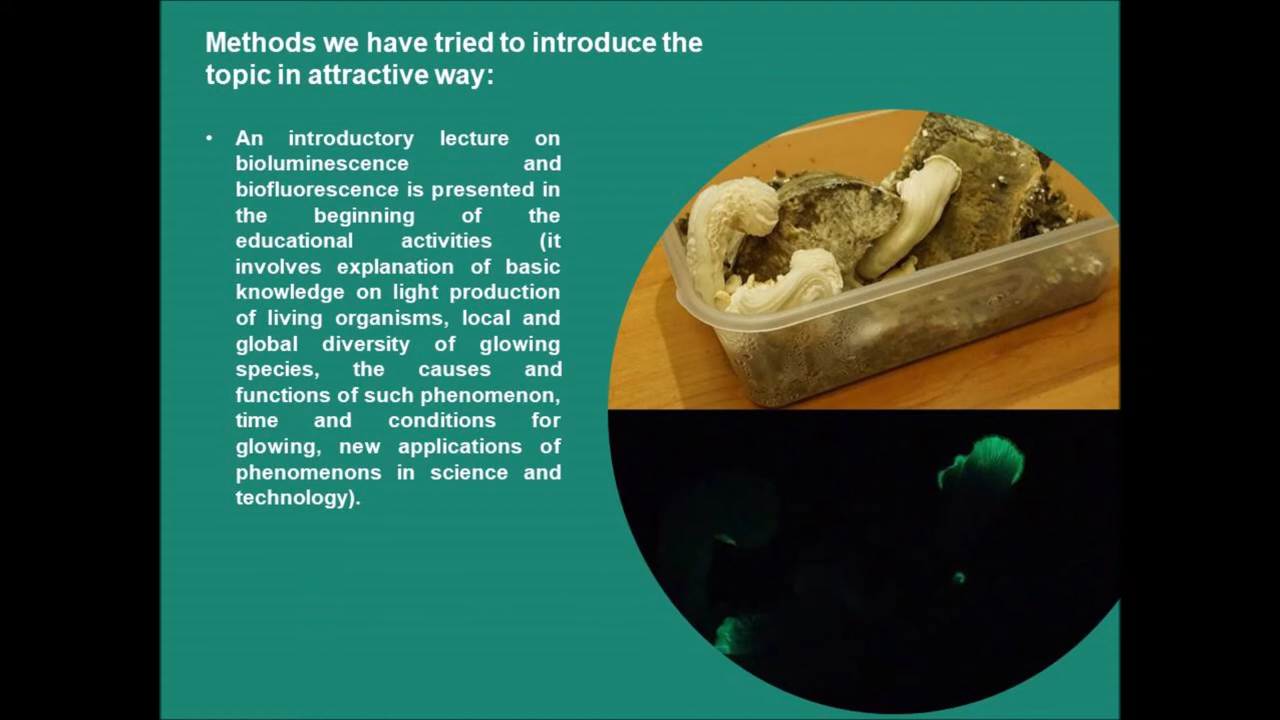 Methods we have tried to introduce the
topic in attractive way:
• An introductory lecture on
bioluminescence and
biofluorescence is presented in
the beginning of the
educational activities (it
involves explanation of basic
knowledge on light production
of living organisms, local and
global diversity of glowing
species, the causes and
functions of such phenomenon,
time and conditions for
glowing, new applications of
phenomenons in science and
technology).